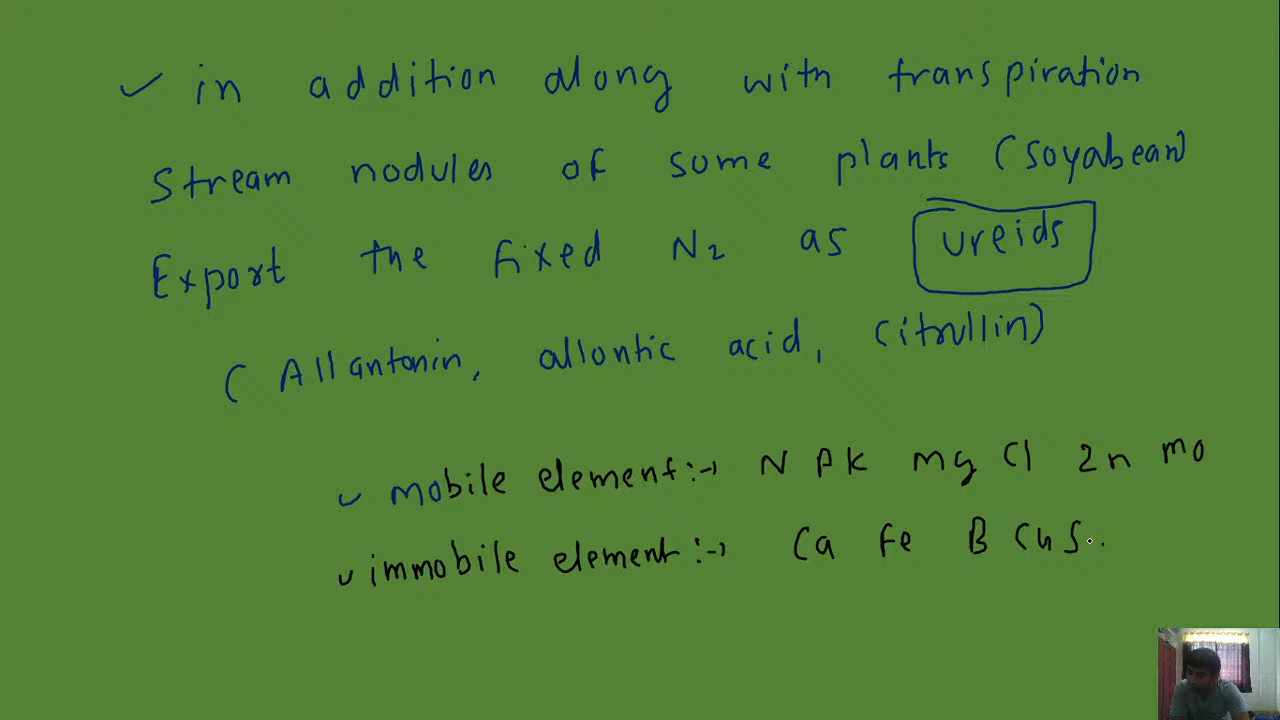 in addition along with transpiration
stream nodules of some plants (soyabean)
Export the fixed N2 as ureids
( Allantonin, allontic acid, citrullin)
mobile element:→ N P K mg Cl Zn mo
immobile element:→ Ca Fe B Cu S